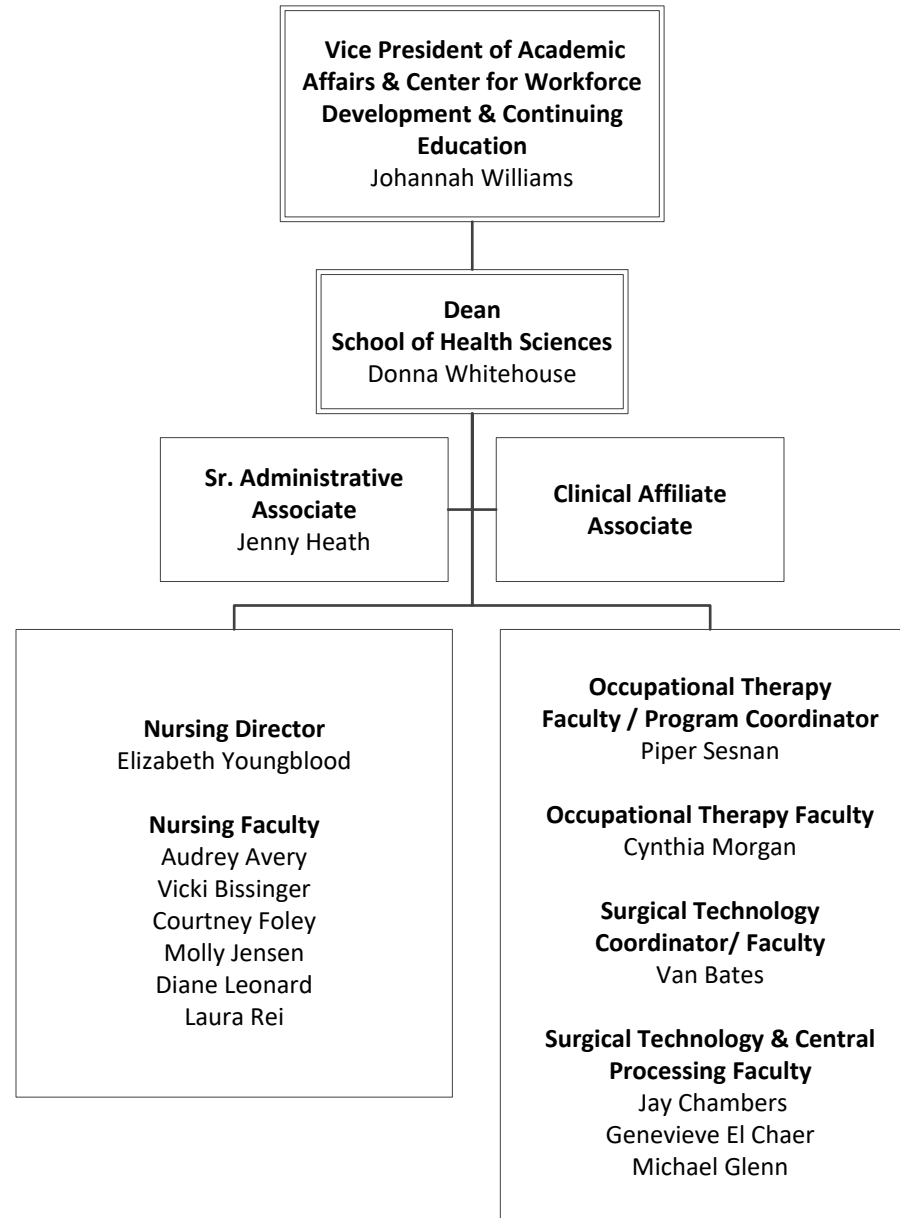 Vice President of Academic
Affairs & Center for Workforce
Development & Continuing
Education
Johannah Williams
Dean
School of Health Sciences
Donna Whitehouse
Sr. Administrative
Associate
Jenny Heath
Clinical Affiliate
Associate
Nursing Director
Elizabeth Youngblood
Nursing Faculty
Audrey Avery
Vicki Bissinger
Courtney Foley
Molly Jensen
Diane Leonard
Laura Rei
Occupational Therapy
Faculty / Program Coordinator
Piper Sesnan
Occupational Therapy Faculty
Cynthia Morgan
Surgical Technology
Coordinator/ Faculty
Van Bates
Surgical Technology & Central
Processing Faculty
Jay Chambers
Genevieve El Chaer
Michael Glenn